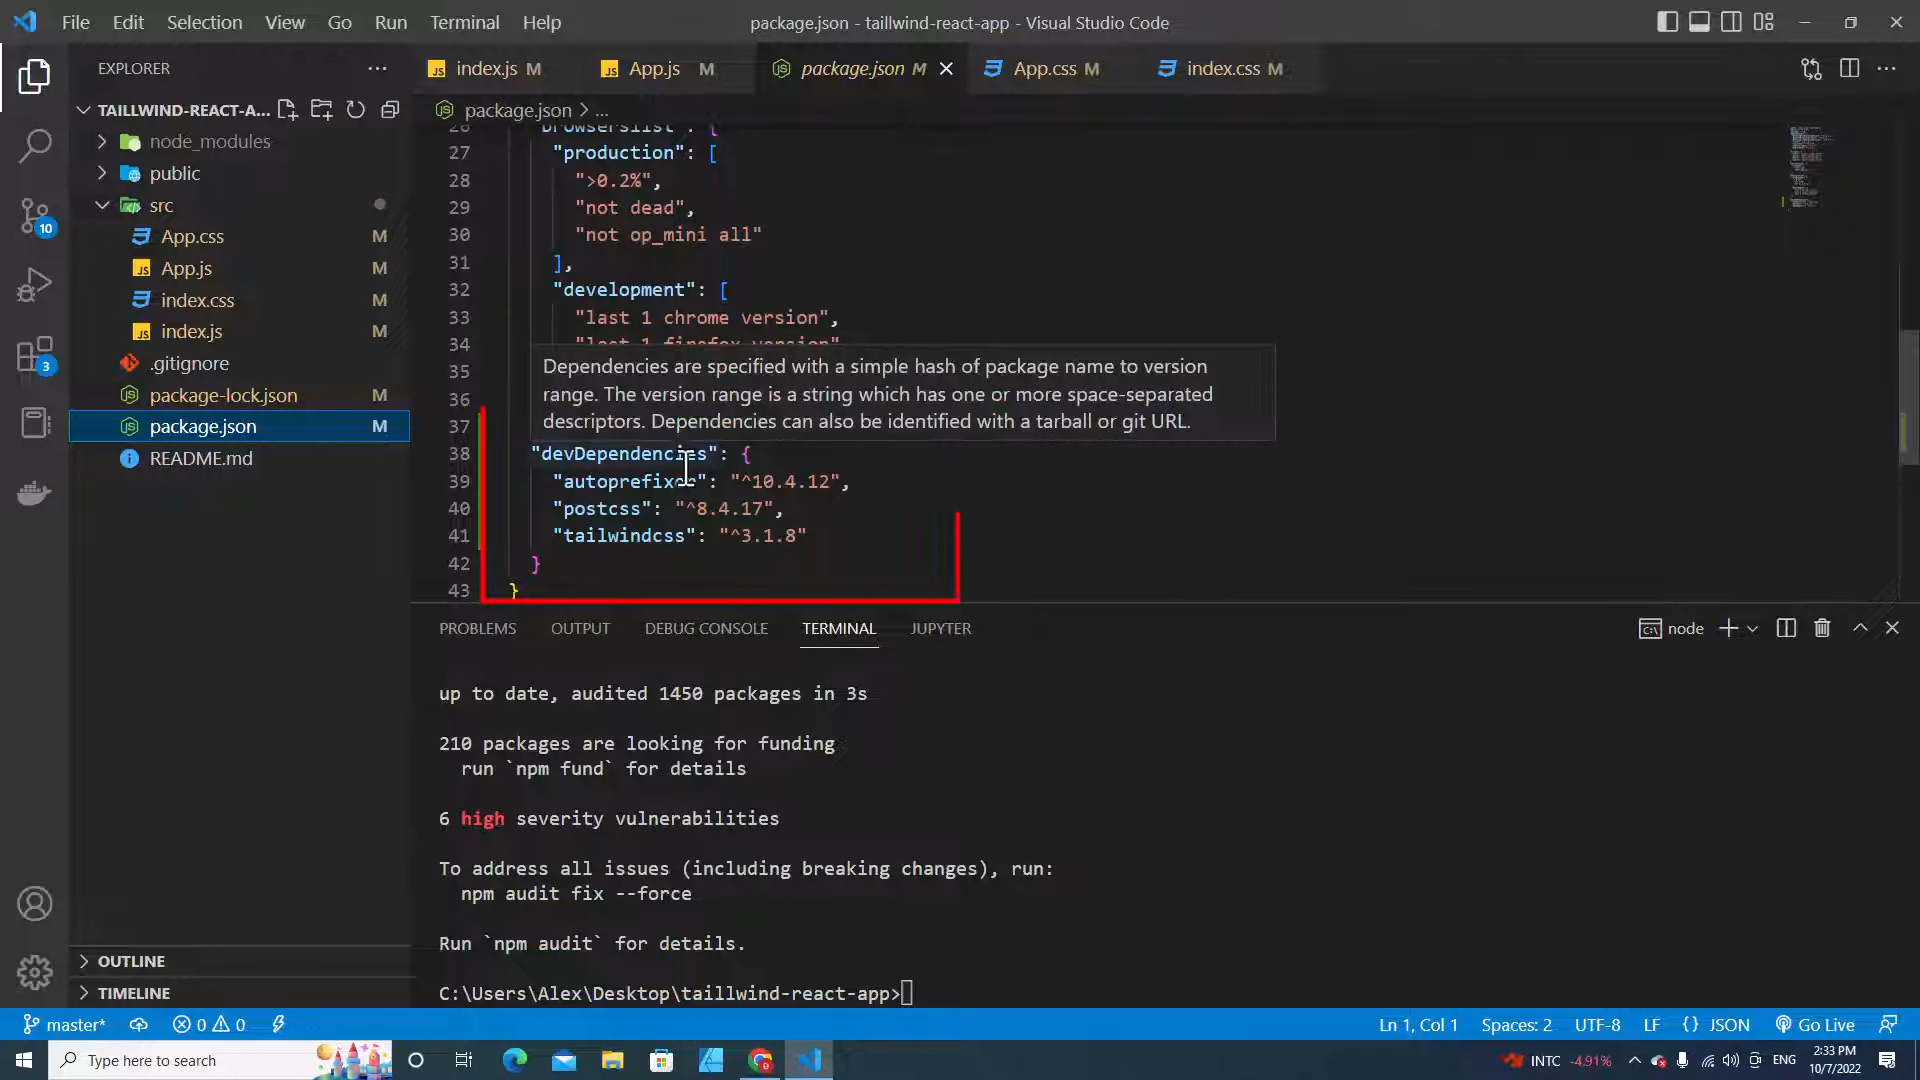 File Edit Selection View Go Run Terminal Help
package.json - taillwind-react-app - Visual Studio Code
EXPLORER
index.js M
App.js M
package.json M
App.css M
index.css M
TAILLWIND-REACT-A...
package.json > ...
node_modules
public
src
App.css M
App.js M
index.css M
index.js M
.gitignore
package-lock.json M
package.json M
README.md
10
3
26 "browserslist": {
27 "production": [
28 ">0.2%",
29 "not dead",
30 "not op_mini all"
31 ],
32 "development": [
33 "last 1 chrome version",
34 "last 1 firefox version"
35
36
37
Dependencies are specified with a simple hash of package name to version
range. The version range is a string which has one or more space-separated
descriptors. Dependencies can also be identified with a tarball or git URL.
38 "devDependencies": {
39 "autoprefixer": "^10.4.12",
40 "postcss": "^8.4.17",
41 "tailwindcss": "^3.1.8"
42 }
43 }
PROBLEMS OUTPUT DEBUG CONSOLE TERMINAL JUPYTER
node
up to date, audited 1450 packages in 3s
210 packages are looking for funding
run `npm fund` for details
6 high severity vulnerabilities
To address all issues (including breaking changes), run:
npm audit fix --force
Run `npm audit` for details.
C:\Users\Alex\Desktop\taillwind-react-app>
OUTLINE
TIMELINE
master* 0 0
Ln 1, Col 1 Spaces: 2 UTF-8 LF {} JSON Go Live
Type here to search
INTC -4.91%
ENG
2:33 PM
10/7/2022